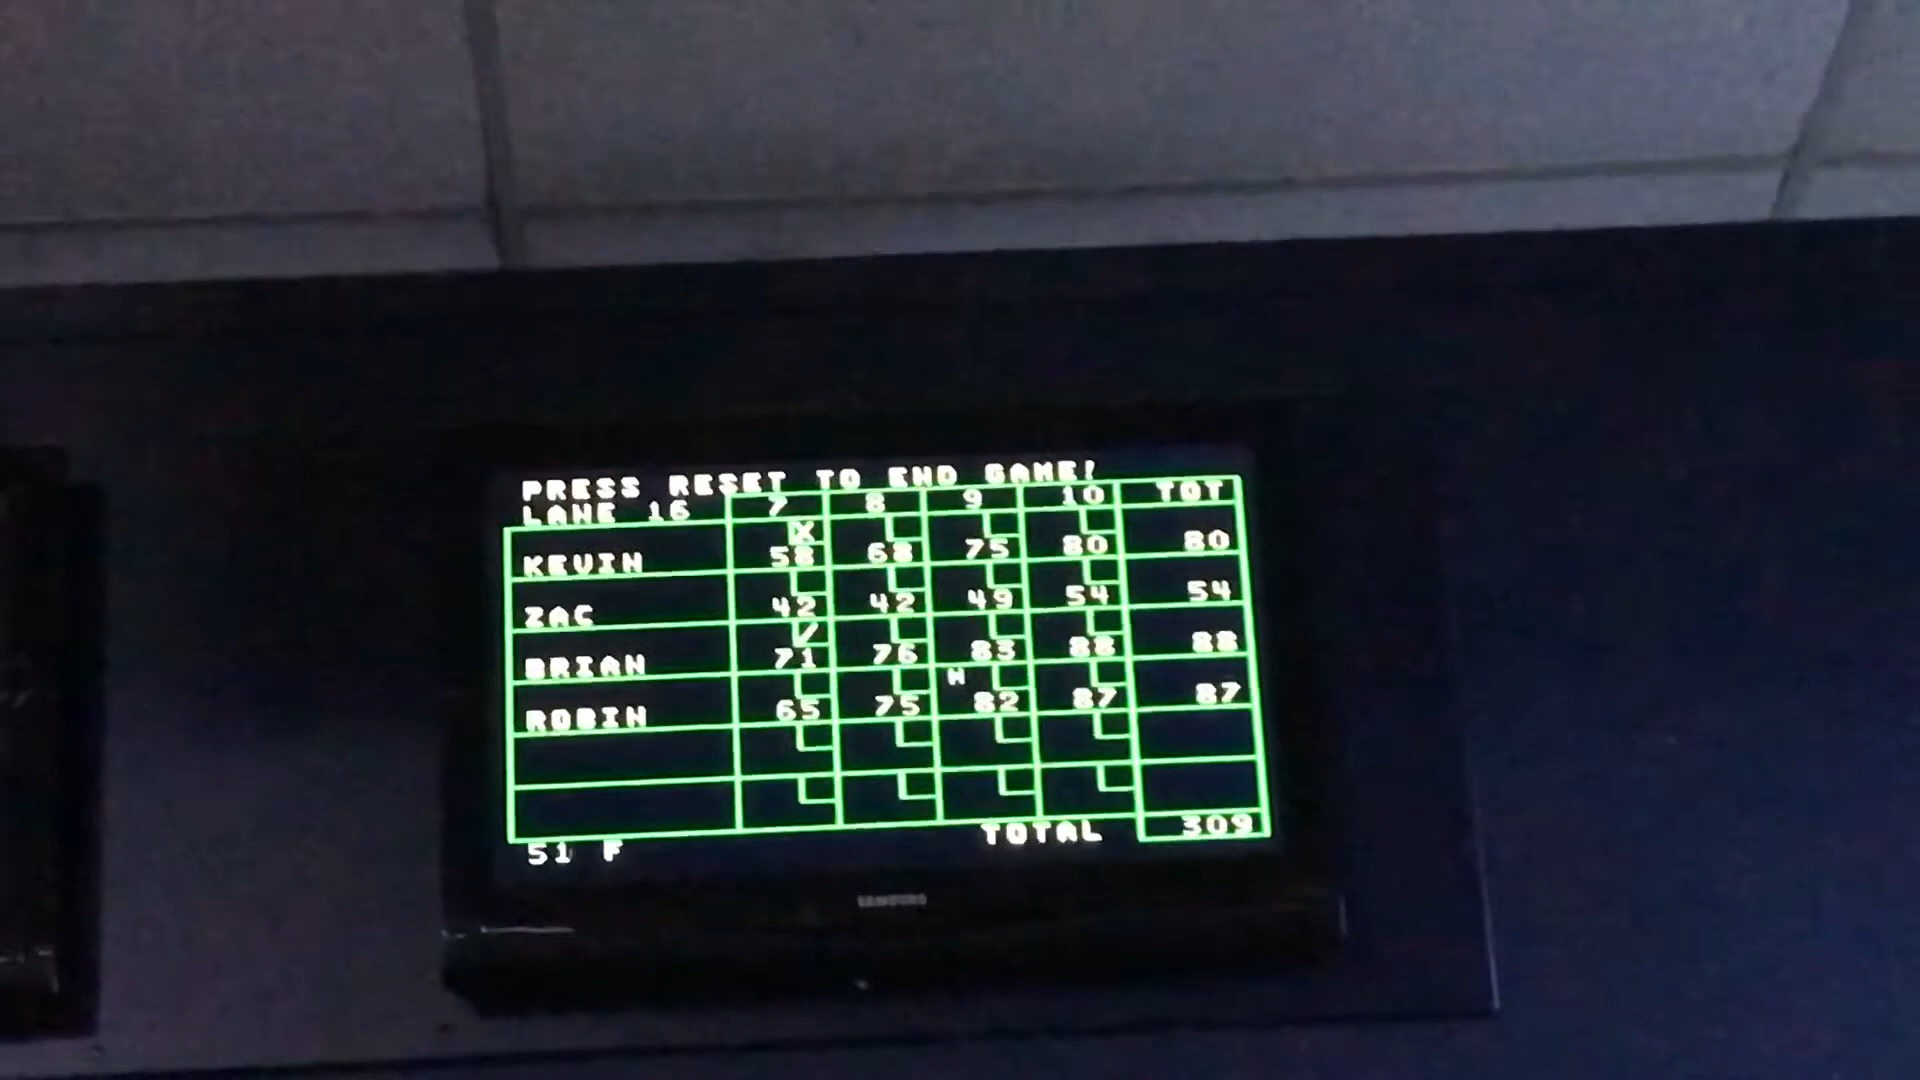 PRESS RESET TO END GAME!
LANE 16 7 8 9 10 TOT
X
KEVIN 58 68 75 80 80
ZAC 42 42 49 54 54
/
BRIAN 71 76 83 88 88
H
ROBIN 65 75 82 87 87
TOTAL 309
51 F
SAMSUNG